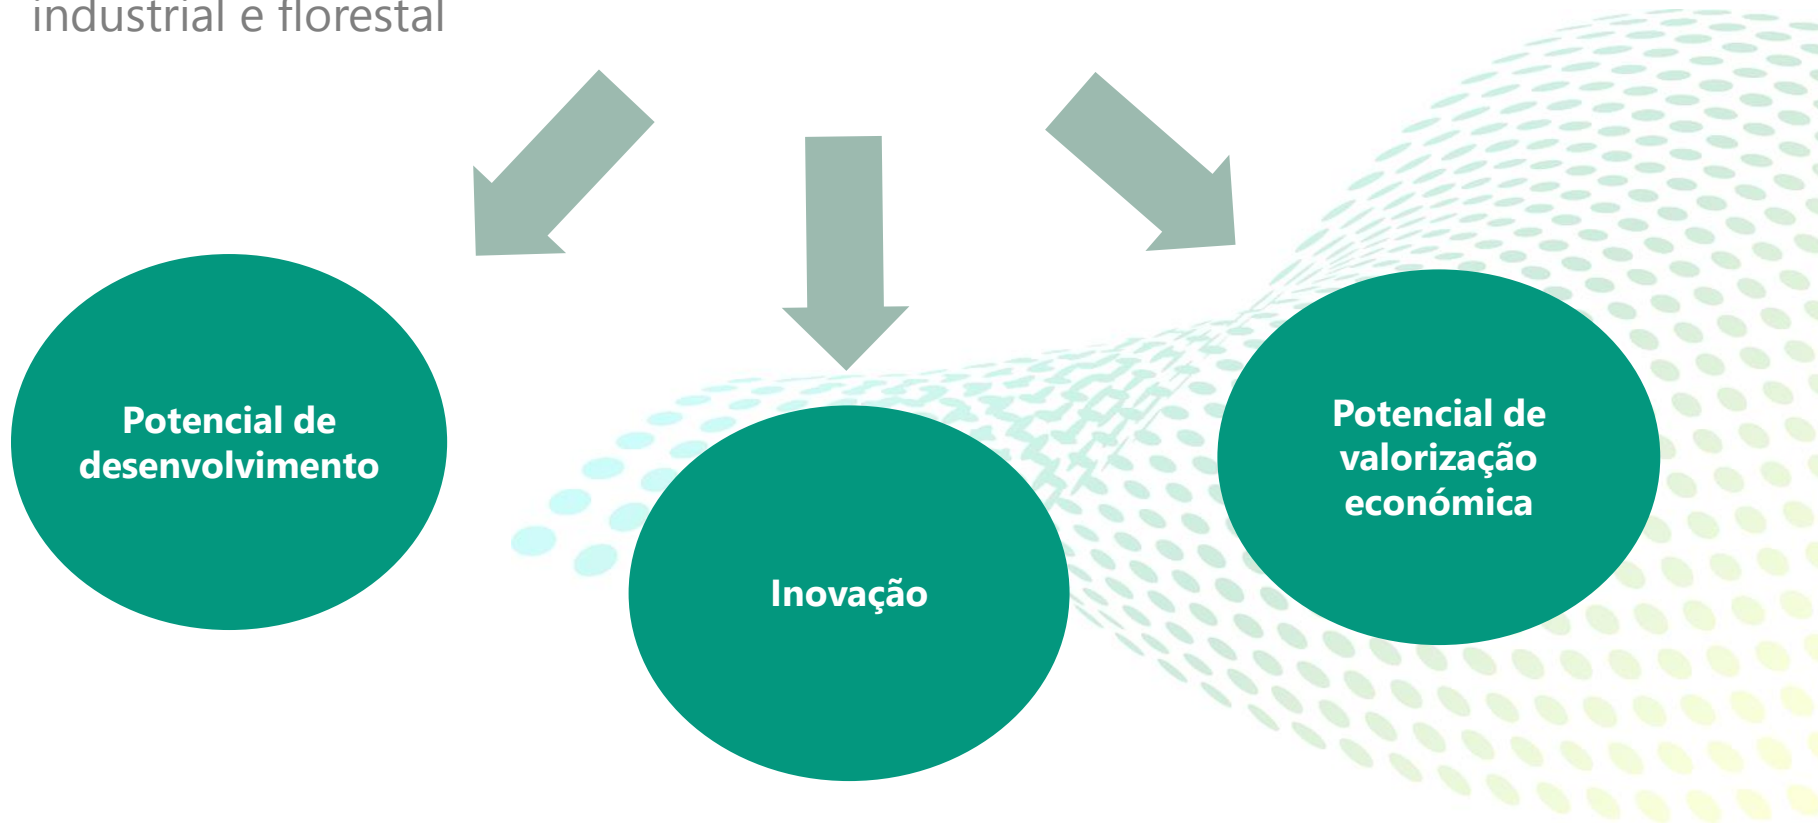 industrial e florestal
Potencial de
desenvolvimento
Inovação
Potencial de
valorização
económica